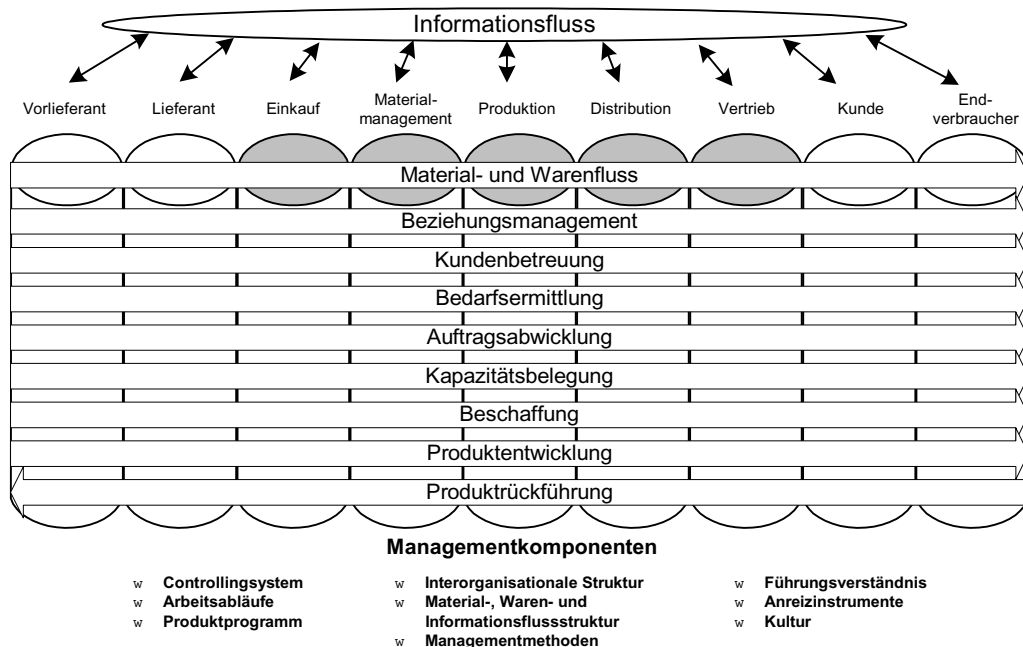 Informationsfluss
Vorlieferant
Lieferant
Einkauf
Material-
management
Produktion
Distribution
Vertrieb
Kunde
End-
verbraucher
Material- und Warenfluss
Beziehungsmanagement
Kundenbetreuung
Bedarfsermittlung
Auftragsabwicklung
Kapazitätsbelegung
Beschaffung
Produktentwicklung
Produktrückführung
Managementkomponenten
w Controllingsystem
w Arbeitsabläufe
w Produktprogramm
w Interorganisationale Struktur
w Material-, Waren- und
Informationsflussstruktur
w Managementmethoden
w Führungsverständnis
w Anreizinstrumente
w Kultur